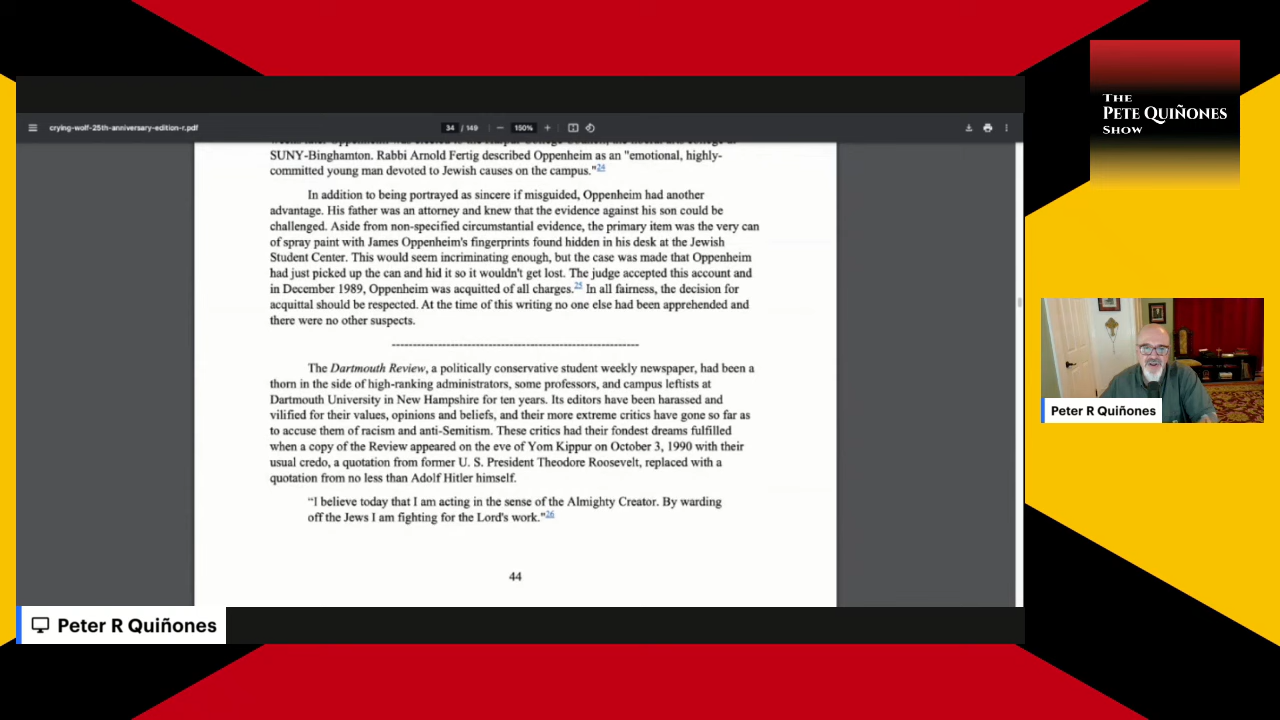 crying-wolf-25th-anniversary-edition-r.pdf
34 / 149
150%
SUNY-Binghamton. Rabbi Arnold Fertig described Oppenheim as an "emotional, highly-
committed young man devoted to Jewish causes on the campus."24
In addition to being portrayed as sincere if misguided, Oppenheim had another
advantage. His father was an attorney and knew that the evidence against his son could be
challenged. Aside from non-specified circumstantial evidence, the primary item was the very can
of spray paint with James Oppenheim's fingerprints found hidden in his desk at the Jewish
Student Center. This would seem incriminating enough, but the case was made that Oppenheim
had just picked up the can and hid it so it wouldn't get lost. The judge accepted this account and
in December 1989, Oppenheim was acquitted of all charges.25 In all fairness, the decision for
acquittal should be respected. At the time of this writing no one else had been apprehended and
there were no other suspects.
The Dartmouth Review, a politically conservative student weekly newspaper, had been a
thorn in the side of high-ranking administrators, some professors, and campus leftists at
Dartmouth University in New Hampshire for ten years. Its editors have been harassed and
vilified for their values, opinions and beliefs, and their more extreme critics have gone so far as
to accuse them of racism and anti-Semitism. These critics had their fondest dreams fulfilled
when a copy of the Review appeared on the eve of Yom Kippur on October 3, 1990 with their
usual credo, a quotation from former U. S. President Theodore Roosevelt, replaced with a
quotation from no less than Adolf Hitler himself.
“I believe today that I am acting in the sense of the Almighty Creator. By warding
off the Jews I am fighting for the Lord's work.”26
44
Peter R Quiñones
THE
PETE QUIÑONES
SHOW
Peter R Quiñones